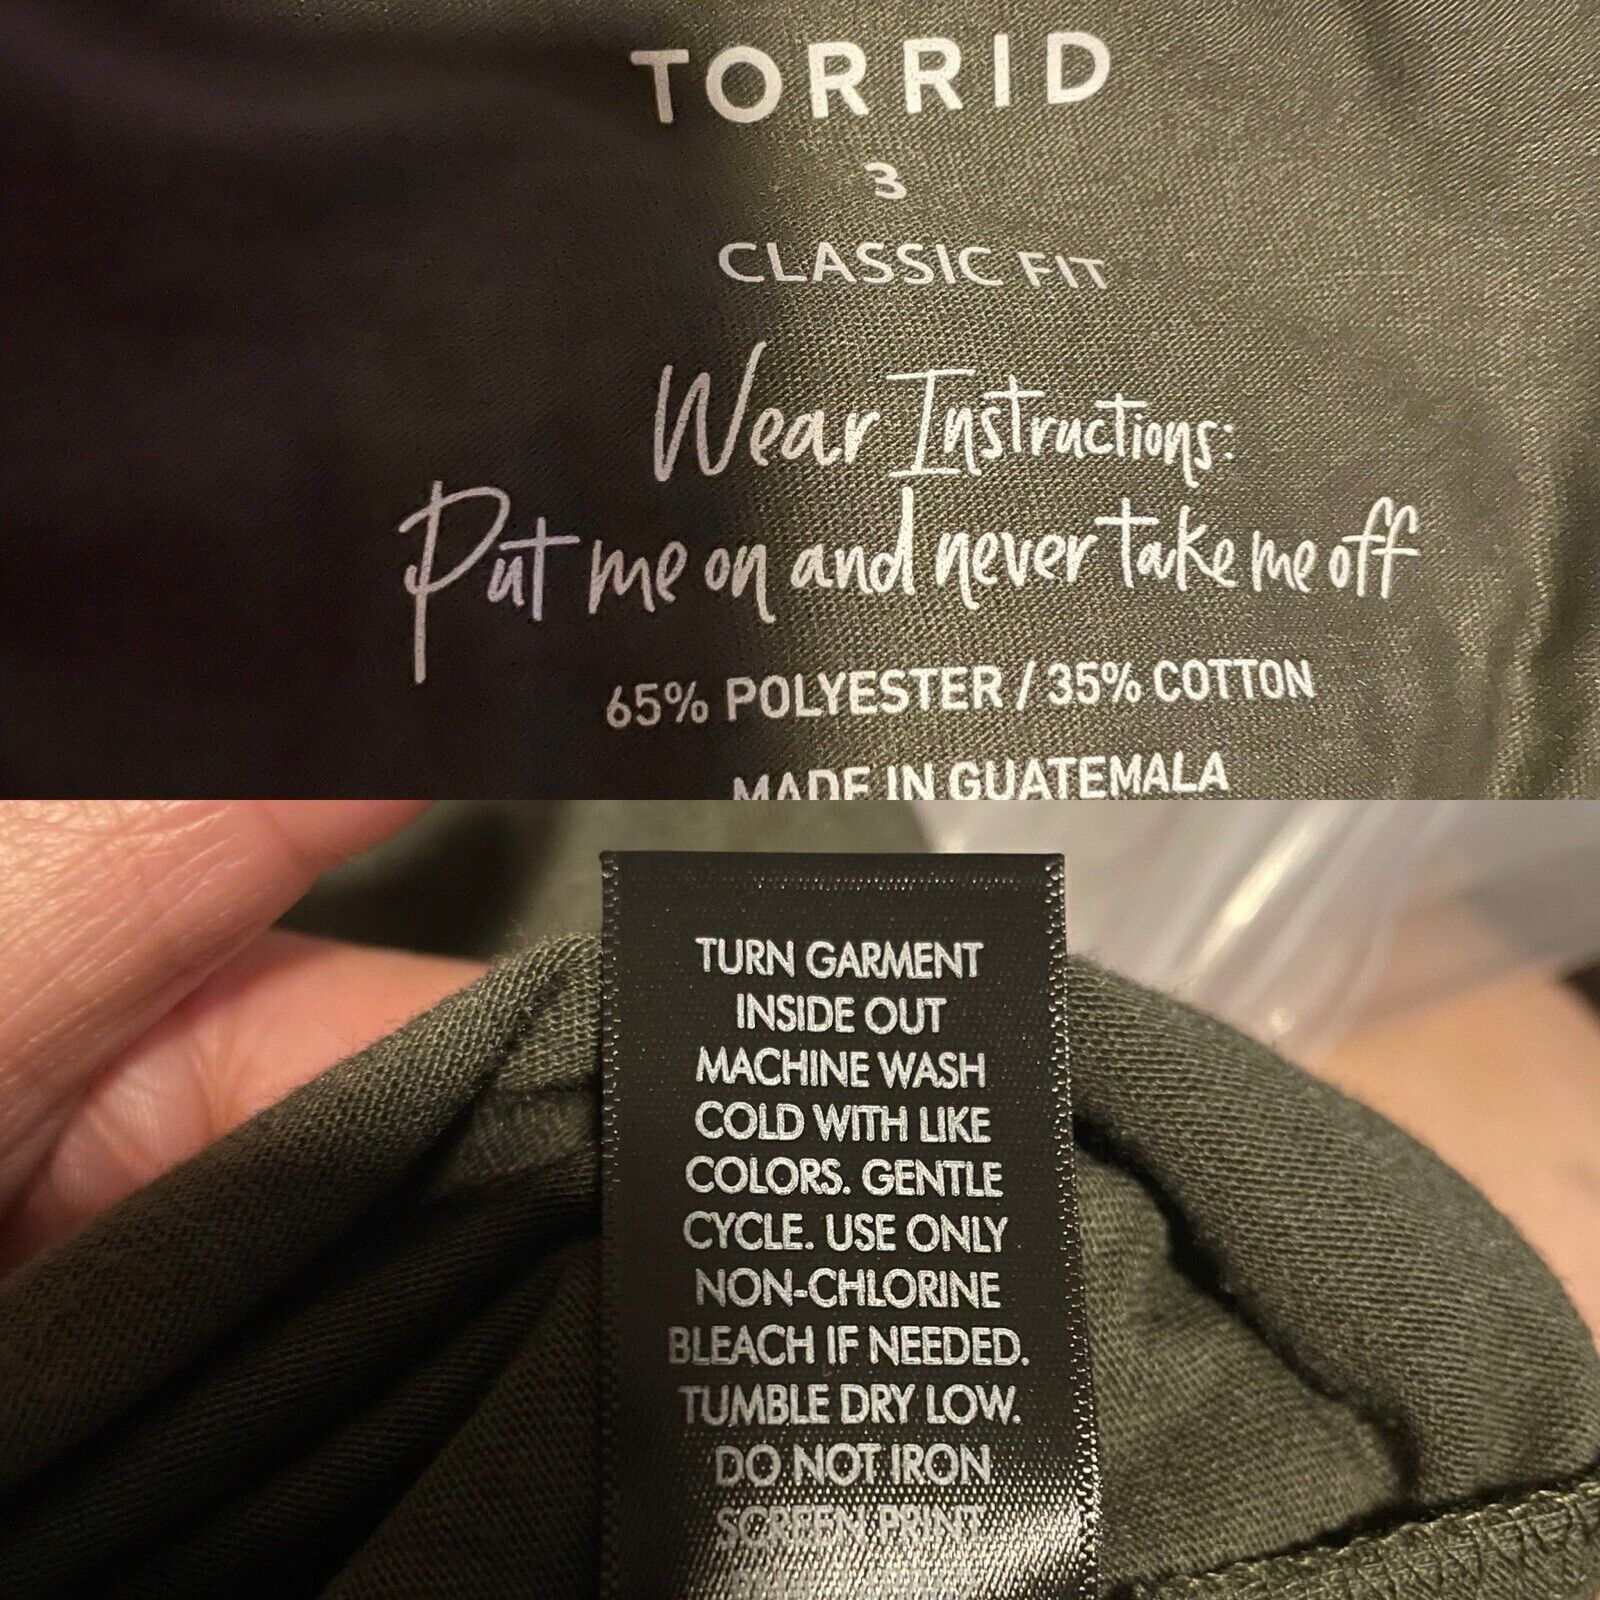 TORRID
3
CLASSIC FIT
Wear Instructions:
Put me on and never take me off
65% POLYESTER / 35% COTTON
MADE IN GUATEMALA
TURN GARMENT
INSIDE OUT
MACHINE WASH
COLD WITH LIKE
COLORS. GENTLE
CYCLE. USE ONLY
NON-CHLORINE
BLEACH IF NEEDED.
TUMBLE DRY LOW.
DO NOT IRON
SCREEN PRINT.